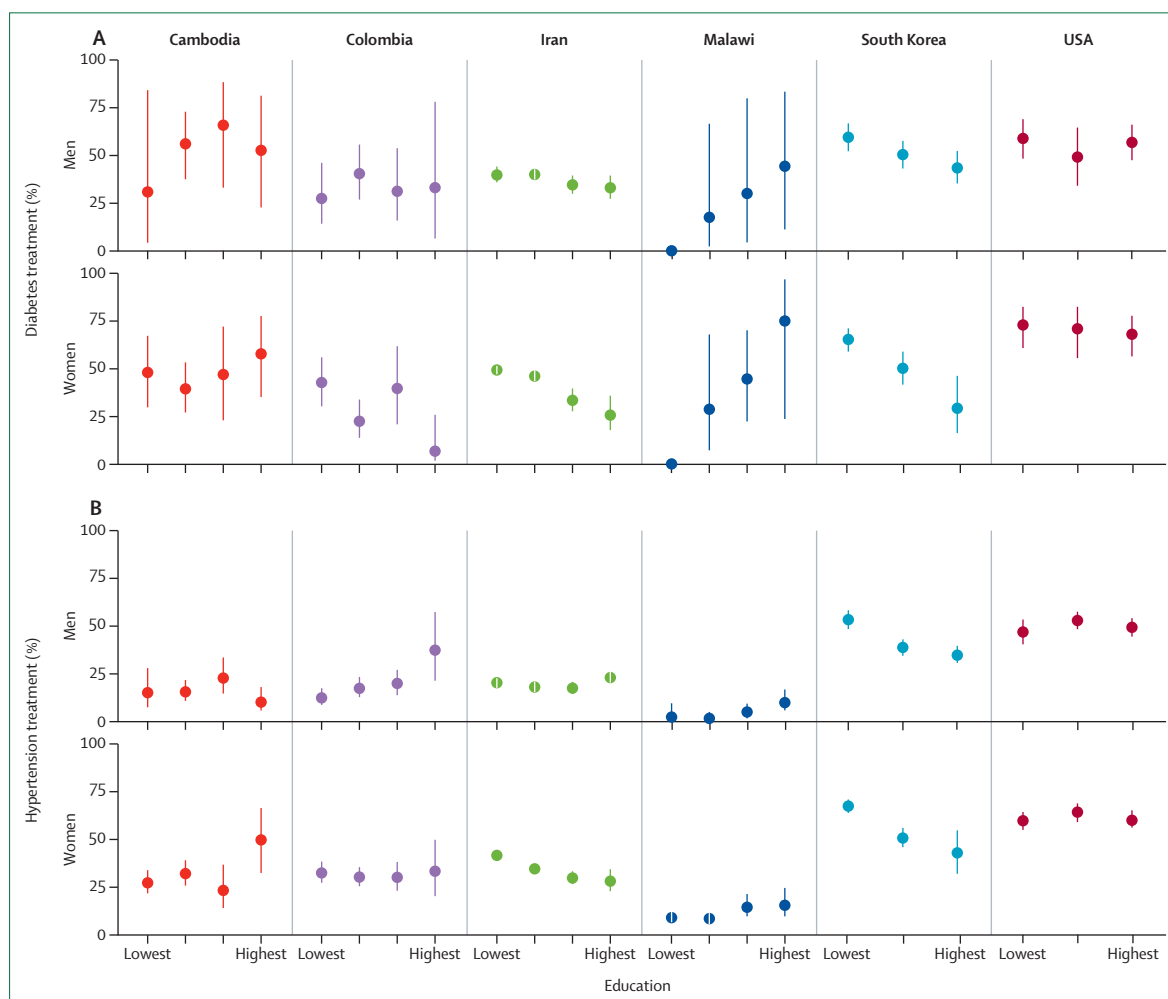 A
Cambodia Colombia Iran Malawi South Korea USA
Diabetes treatment (%)
Men
100
75
50
25
0
Women
100
75
50
25
0
B
Hypertension treatment (%)
Men
100
75
50
25
0
Women
100
75
50
25
0
Lowest Highest Lowest Highest Lowest Highest Lowest Highest Lowest Highest Lowest Highest
Education